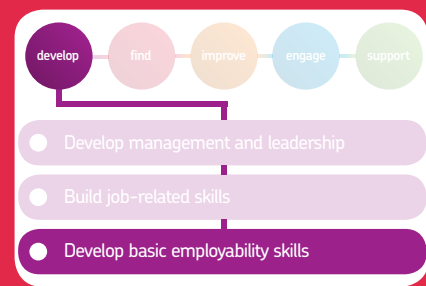 develop
find
improve
engage
support
Develop management and leadership
Build job-related skills
Develop basic employability skills